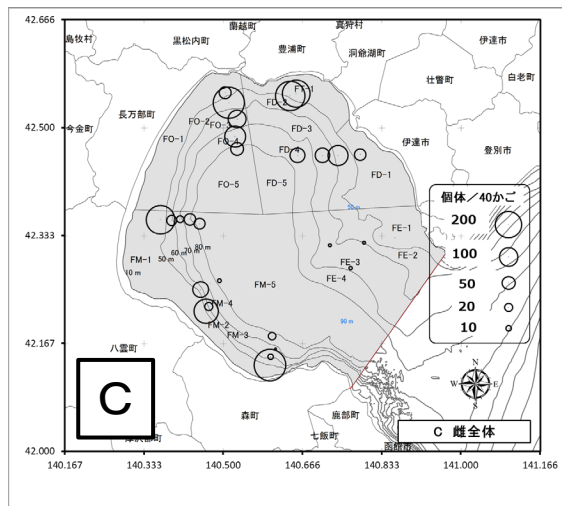 42.666
42.500
42.333
42.167
42.000
140.167 140.333 140.500 140.666 140.833 141.000 141.166
島牧村 黒松内町 蘭越町 豊浦町 真狩村 洞爺湖町 伊達市
壮瞥町 白老町
今金町 長万部町 伊達市 登別市
FT-1
FD-2
FO-2 FO-3 FD-3
FO-1 FO-4 FD-4
FO-5 FD-5 FD-1
50 m
FE-1
FE-2
FM-1 50 m 60 m 70 m 80 m FE-3
10 m FE-4
FM-5
FM-4
FM-2 FM-3 90 m
個体/40かご
200
100
50
20
10
N
W E
S
八雲町
C
森町 鹿部町
七飯町
函館市
C 雌全体